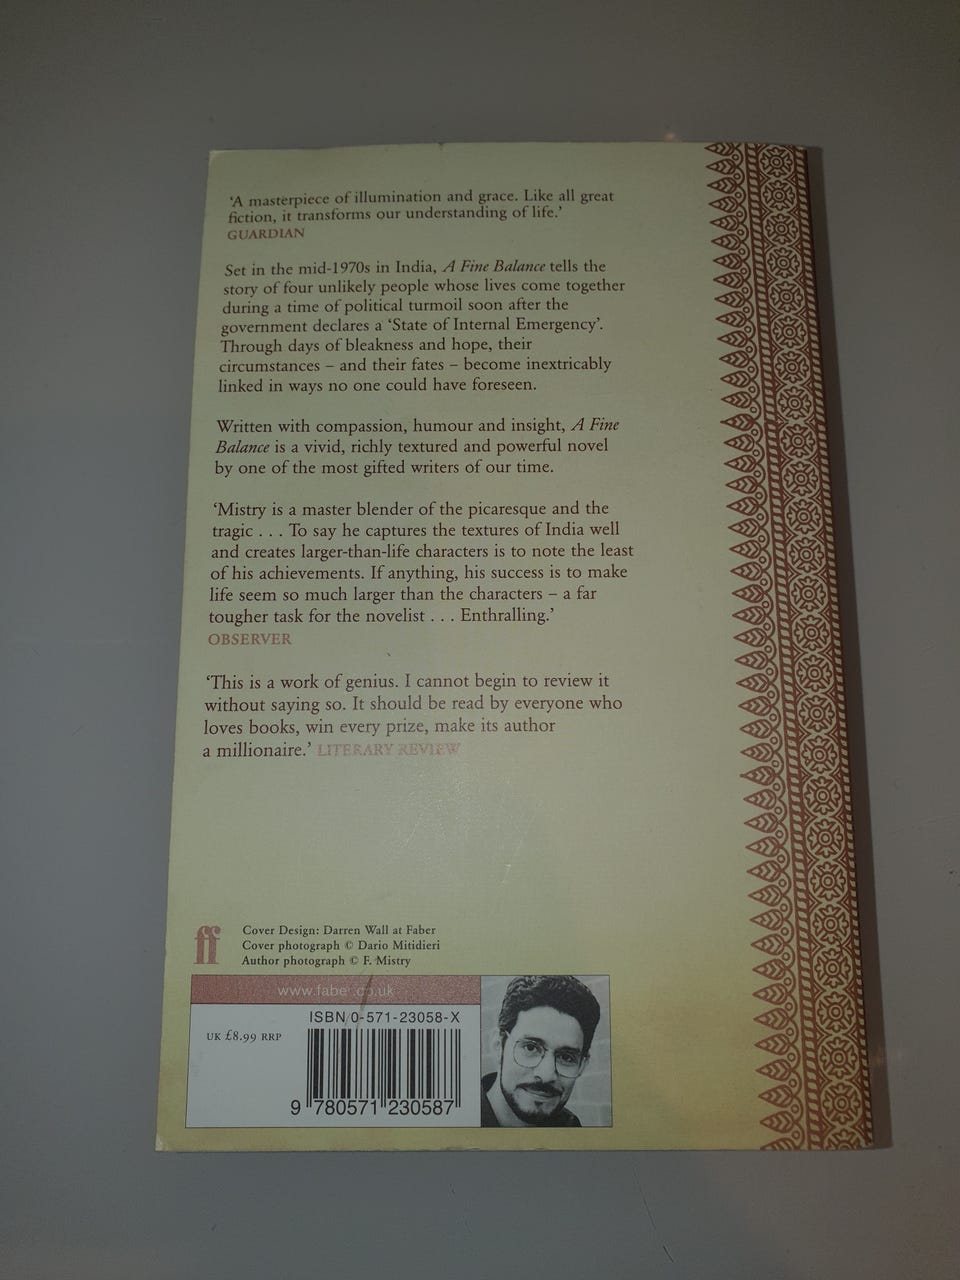 ‘A masterpiece of illumination and grace. Like all great
fiction, it transforms our understanding of life.’
GUARDIAN
Set in the mid-1970s in India, A Fine Balance tells the
story of four unlikely people whose lives come together
during a time of political turmoil soon after the
government declares a ‘State of Internal Emergency’.
Through days of bleakness and hope, their
circumstances – and their fates – become inextricably
linked in ways no one could have foreseen.
Written with compassion, humour and insight, A Fine
Balance is a vivid, richly textured and powerful novel
by one of the most gifted writers of our time.
‘Mistry is a master blender of the picaresque and the
tragic . . . To say he captures the textures of India well
and creates larger-than-life characters is to note the least
of his achievements. If anything, his success is to make
life seem so much larger than the characters – a far
tougher task for the novelist . . . Enthralling.’
OBSERVER
‘This is a work of genius. I cannot begin to review it
without saying so. It should be read by everyone who
loves books, win every prize, make its author
a millionaire.’ LITERARY REVIEW
ff
Cover Design: Darren Wall at Faber
Cover photograph © Dario Mitidieri
Author photograph © F. Mistry
www.faber.co.uk
ISBN 0-571-23058-X
UK £8.99 RRP
9 780571 230587